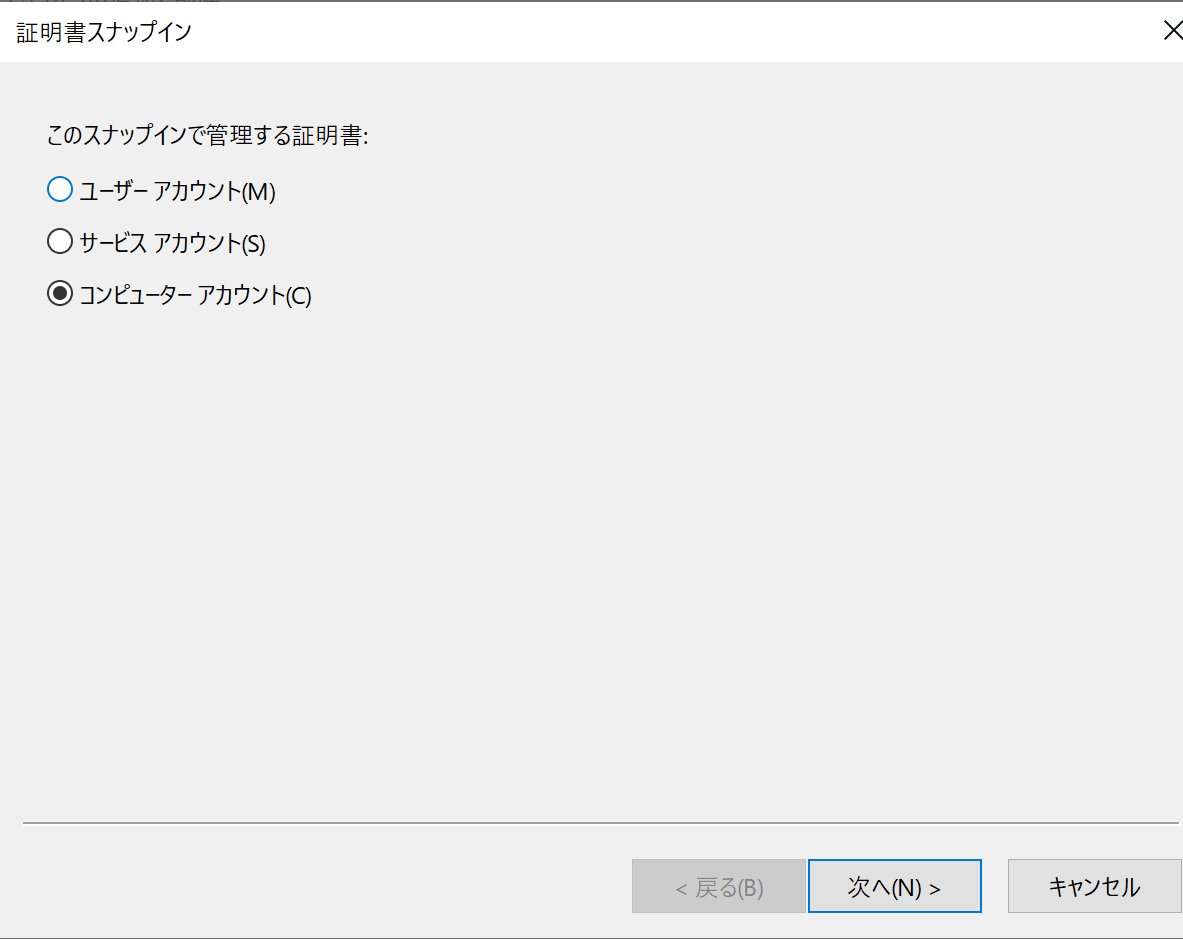 証明書スナップイン
このスナップインで管理する証明書:
ユーザー アカウント(M)
サービス アカウント(S)
コンピューター アカウント(C)
< 戻る(B)
次へ(N) >
キャンセル